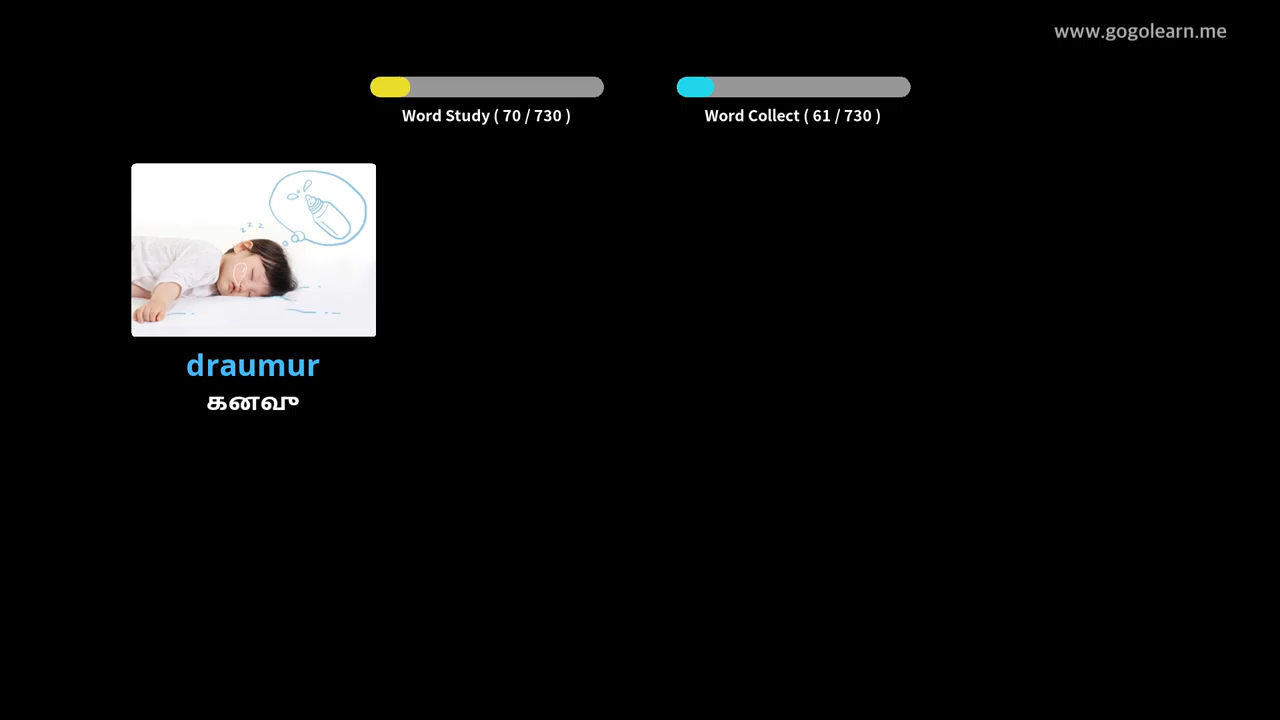 www.gogolearn.me
Word Study ( 70 / 730 )
Word Collect ( 61 / 730 )
z z z
draumur
கனவு